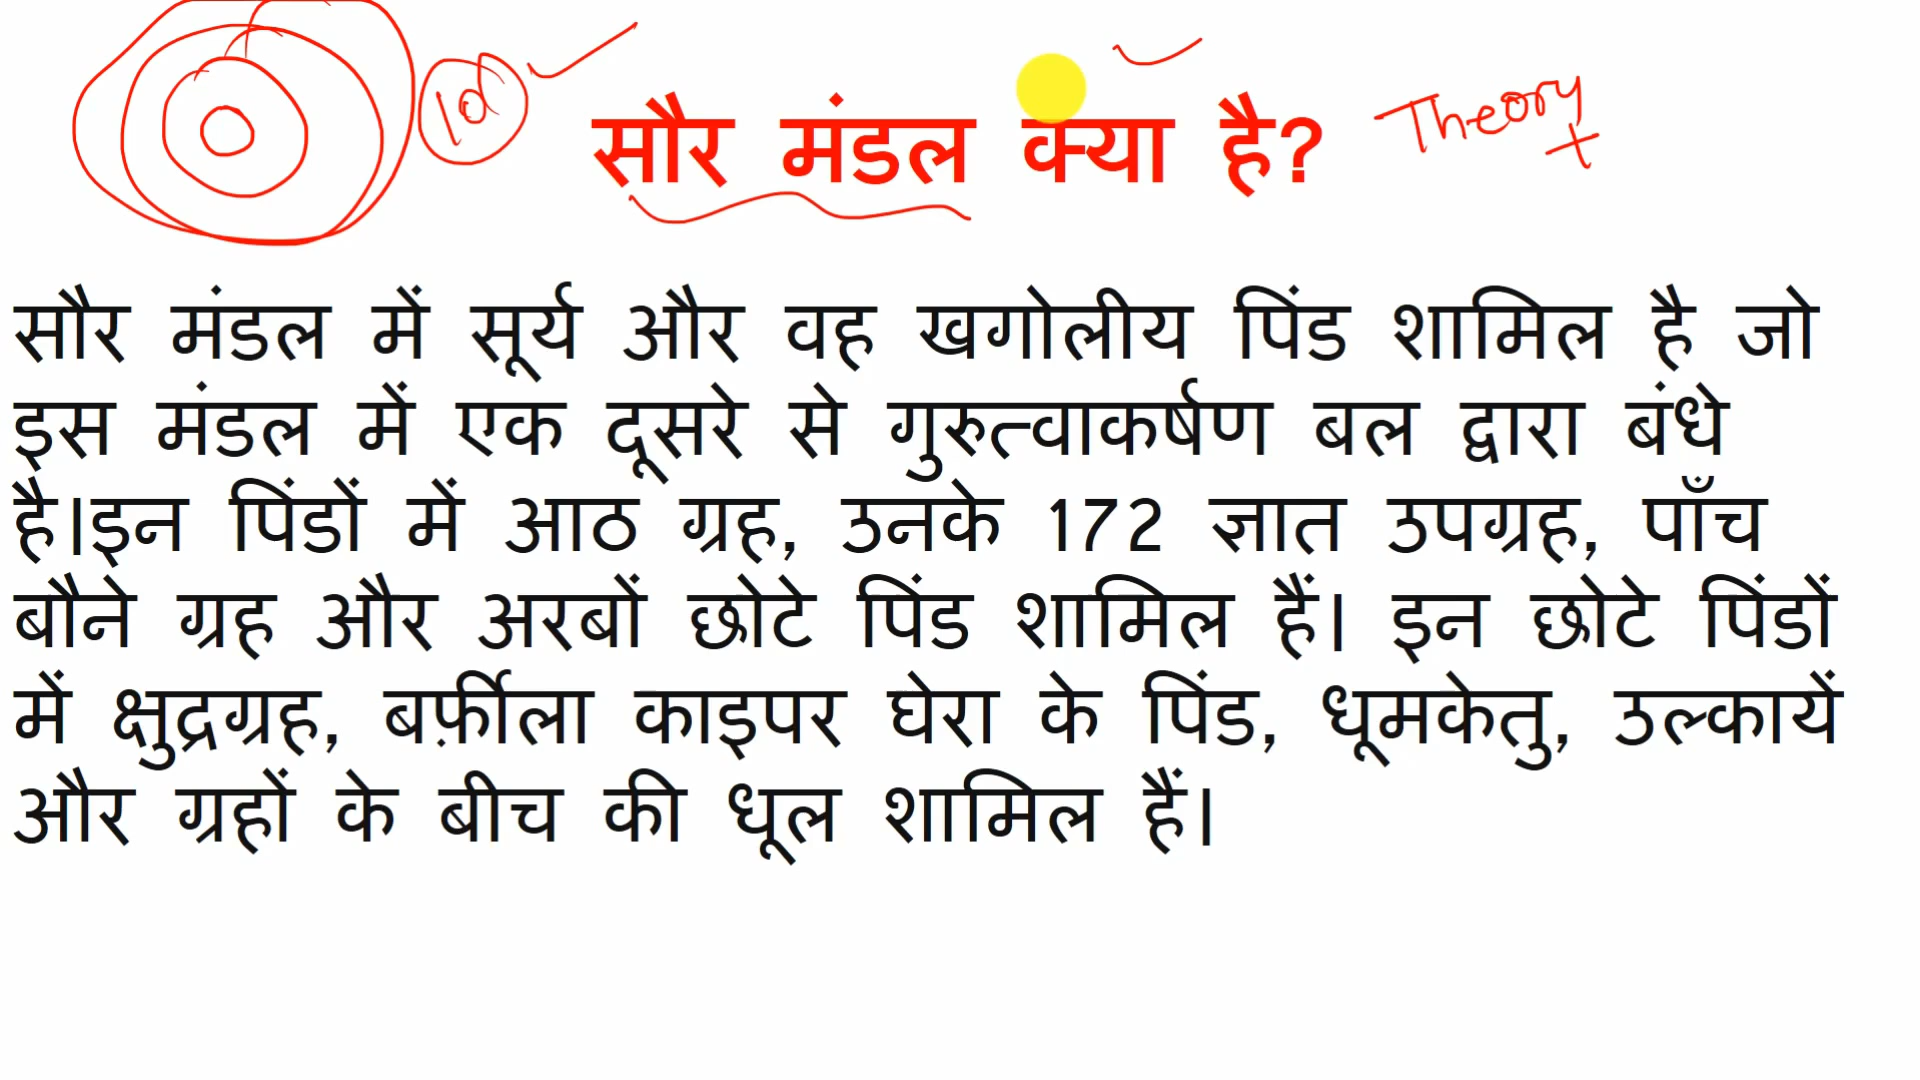 सौर मंडल क्या है?
Theory
+
सौर मंडल में सूर्य और वह खगोलीय पिंड शामिल है जो
इस मंडल में एक दूसरे से गुरुत्वाकर्षण बल द्वारा बंधे
है।इन पिंडों में आठ ग्रह, उनके 172 ज्ञात उपग्रह, पाँच
बौने ग्रह और अरबों छोटे पिंड शामिल हैं। इन छोटे पिंडों
में क्षुद्रग्रह, बर्फ़ीला काइपर घेरा के पिंड, धूमकेतु, उल्कायें
और ग्रहों के बीच की धूल शामिल हैं।